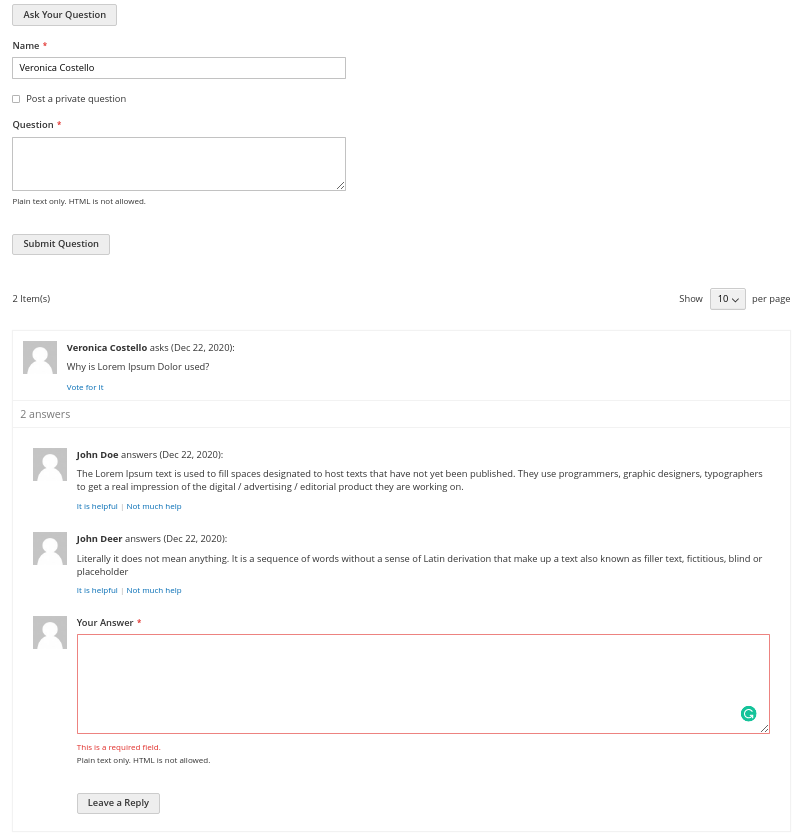 Ask Your Question
Name *
Veronica Costello
Post a private question
Question *
Plain text only. HTML is not allowed.
Submit Question
2 Item(s)
Show 10 per page
Veronica Costello asks (Dec 22, 2020):
Why is Lorem Ipsum Dolor used?
Vote for it
2 answers
John Doe answers (Dec 22, 2020):
The Lorem Ipsum text is used to fill spaces designated to host texts that have not yet been published. They use programmers, graphic designers, typographers
to get a real impression of the digital / advertising / editorial product they are working on.
It is helpful | Not much help
John Deer answers (Dec 22, 2020):
Literally it does not mean anything. It is a sequence of words without a sense of Latin derivation that make up a text also known as filler text, fictitious, blind or
placeholder
It is helpful | Not much help
Your Answer *
This is a required field.
Plain text only. HTML is not allowed.
Leave a Reply